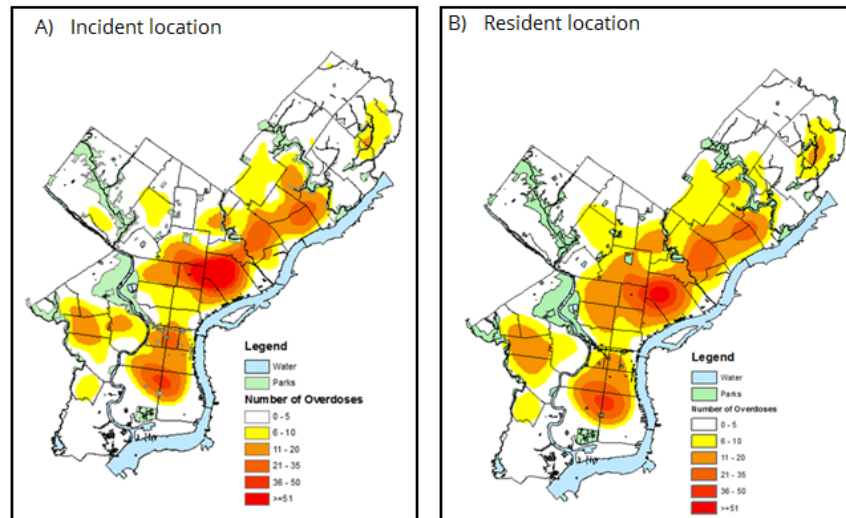 A) Incident location
Legend
Water
Parks
Number of Overdoses
0 - 5
6 - 10
11 - 20
21 - 35
36 - 50
>=51
B) Resident location
Legend
Water
Parks
Number of Overdoses
0 - 5
6 - 10
11 - 20
21 - 35
36 - 50
>=51